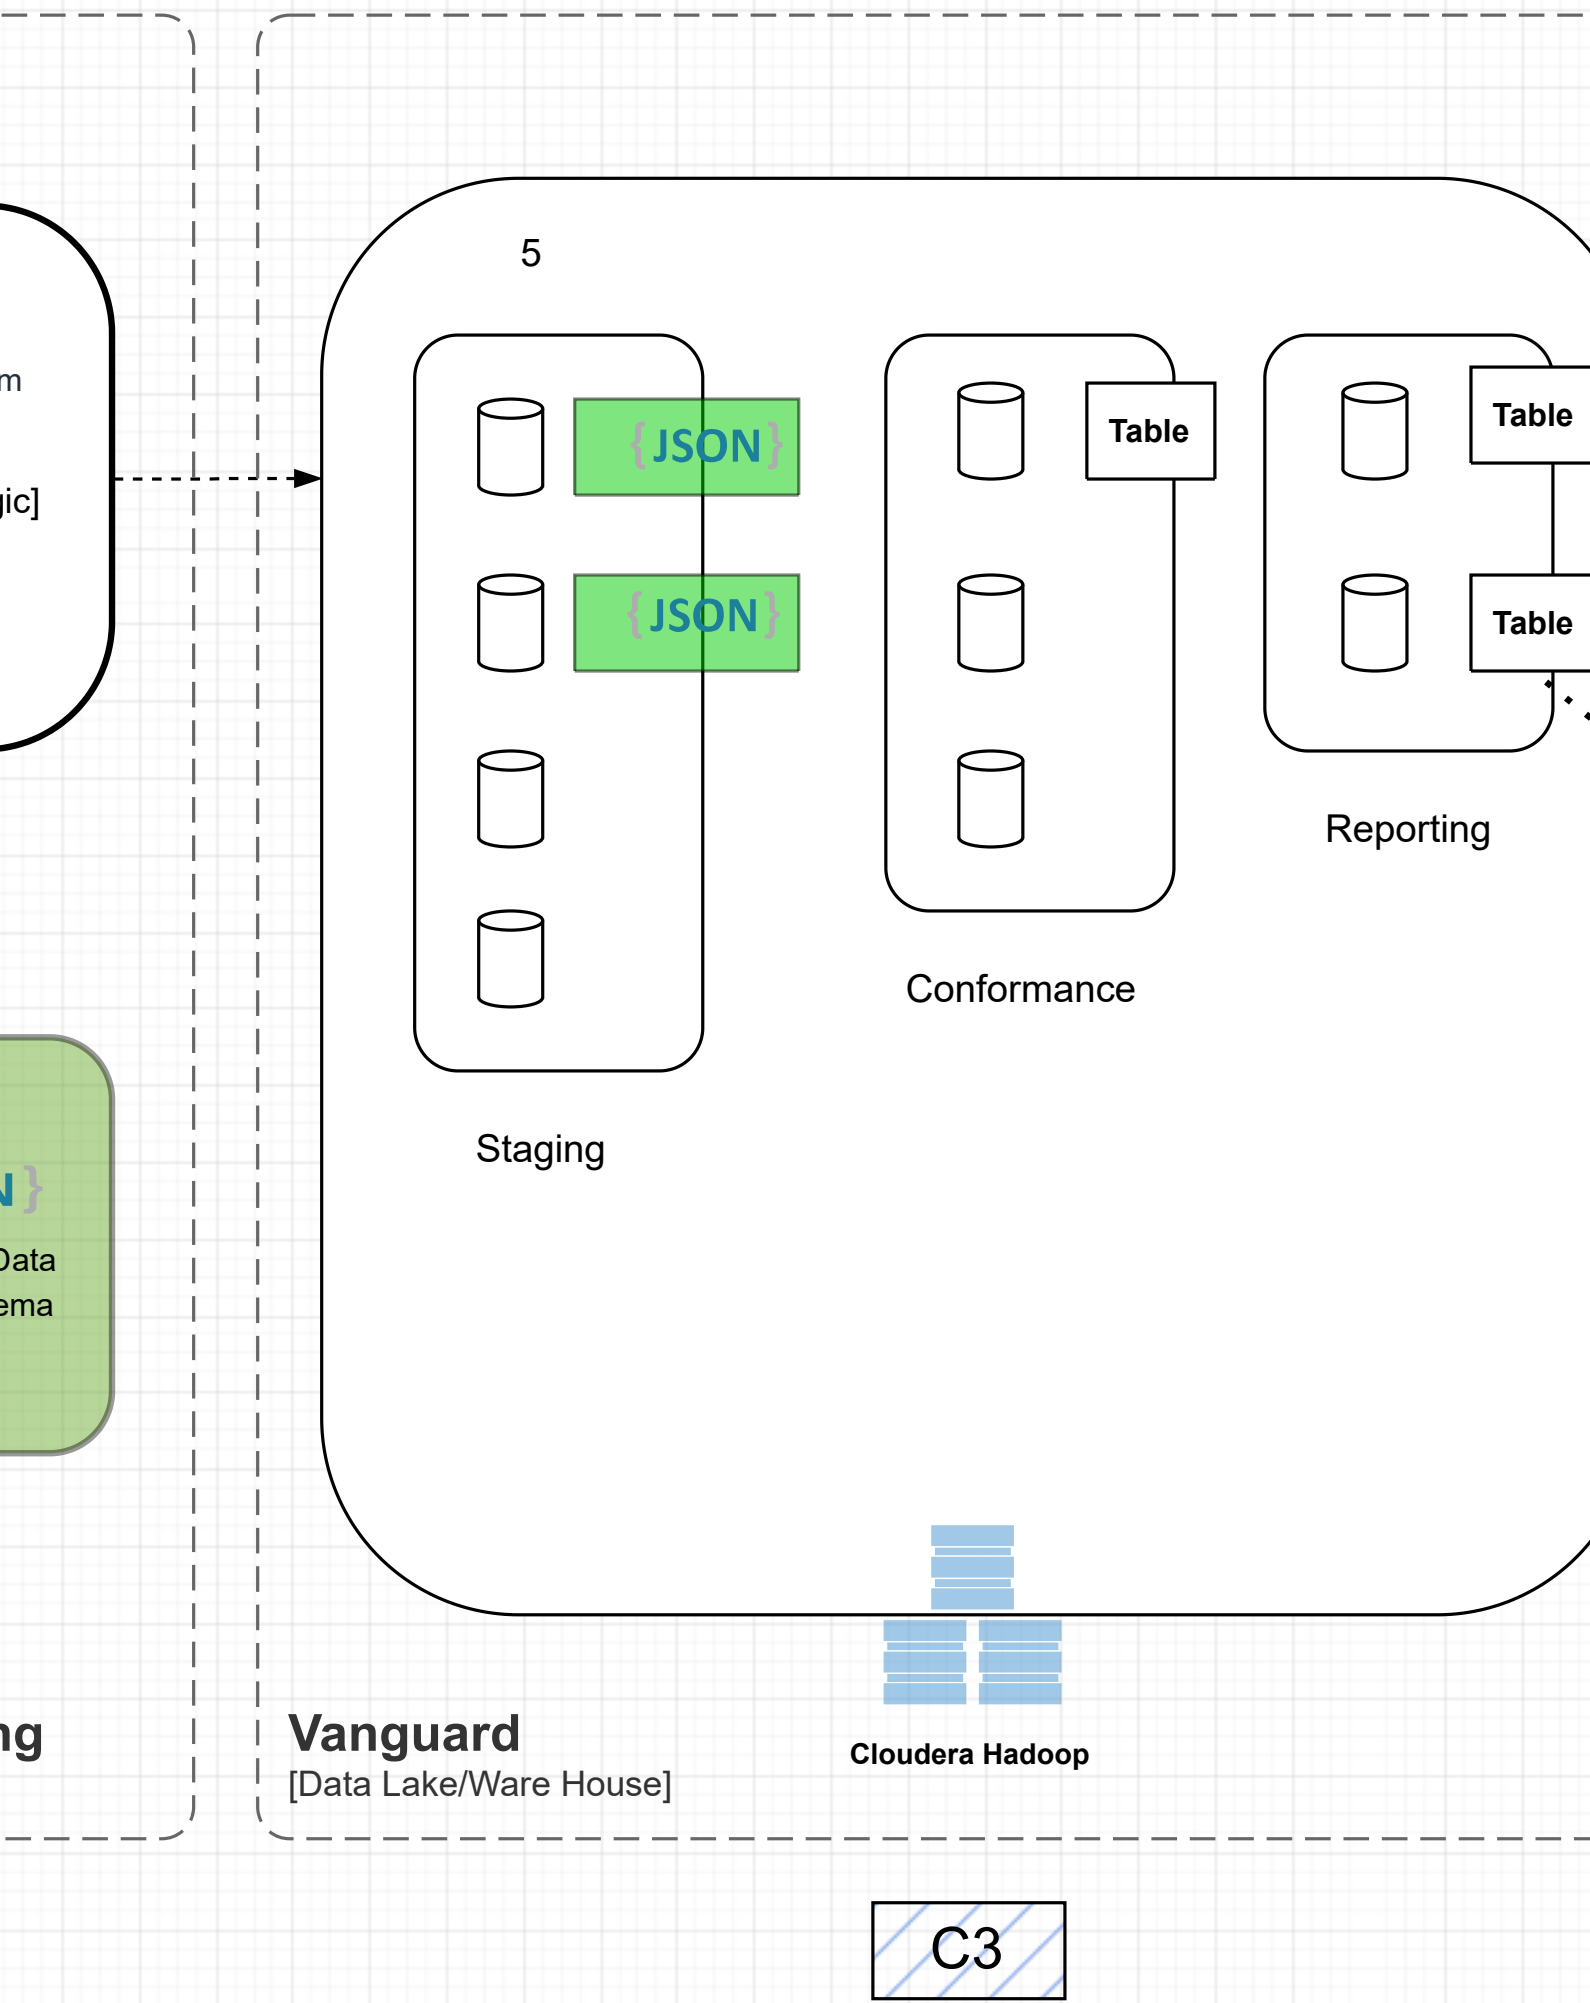 5
m
gic]
{JSON}
{JSON}
Table
Table
Table
Reporting
Conformance
Staging
N}
Data
ema
ng
Vanguard
[Data Lake/Ware House]
Cloudera Hadoop
C3